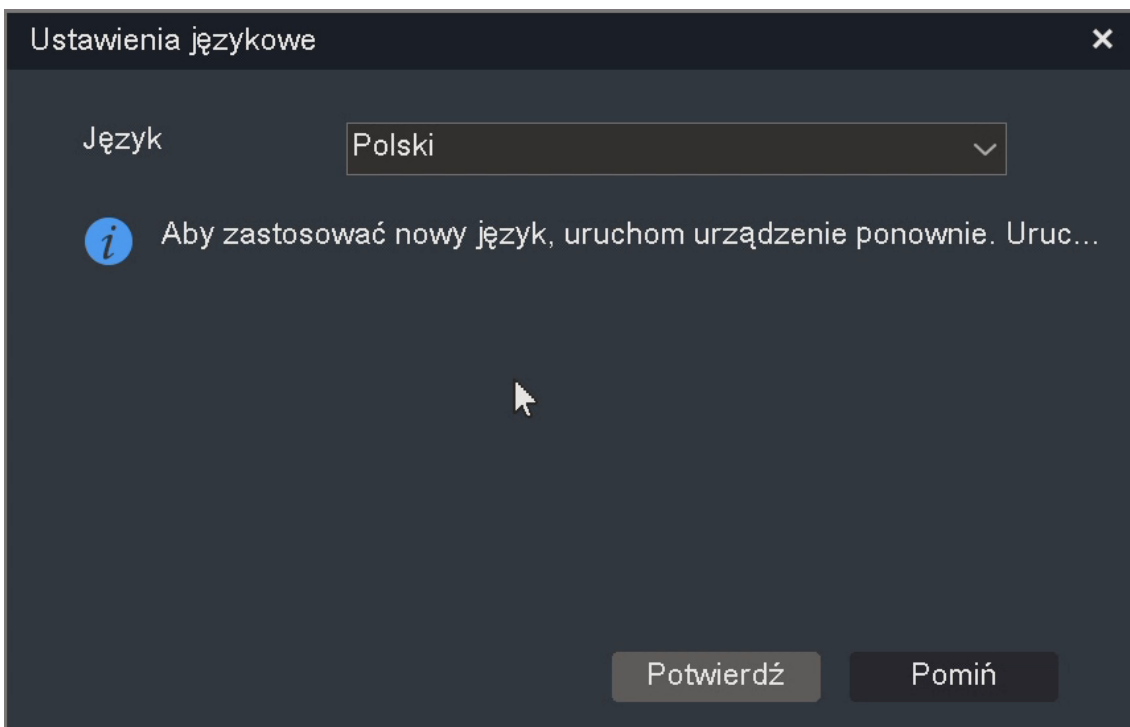 Ustawienia językowe
Język
Polski
Aby zastosować nowy język, uruchom urządzenie ponownie. Uruc...
Potwierdź
Pomiń